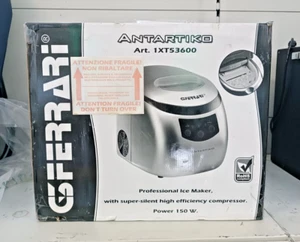 ANTARTIKO
Art. 1XTS3600
ATTENZIONE FRAGILE!
NON RIBALTARE
ATTENTION FRAGILE!
DON'T TURN OVER
G3FERRARI®
G3FERRARI
Professional Ice Maker,
with super-silent high efficiency compressor.
Power 150 W.